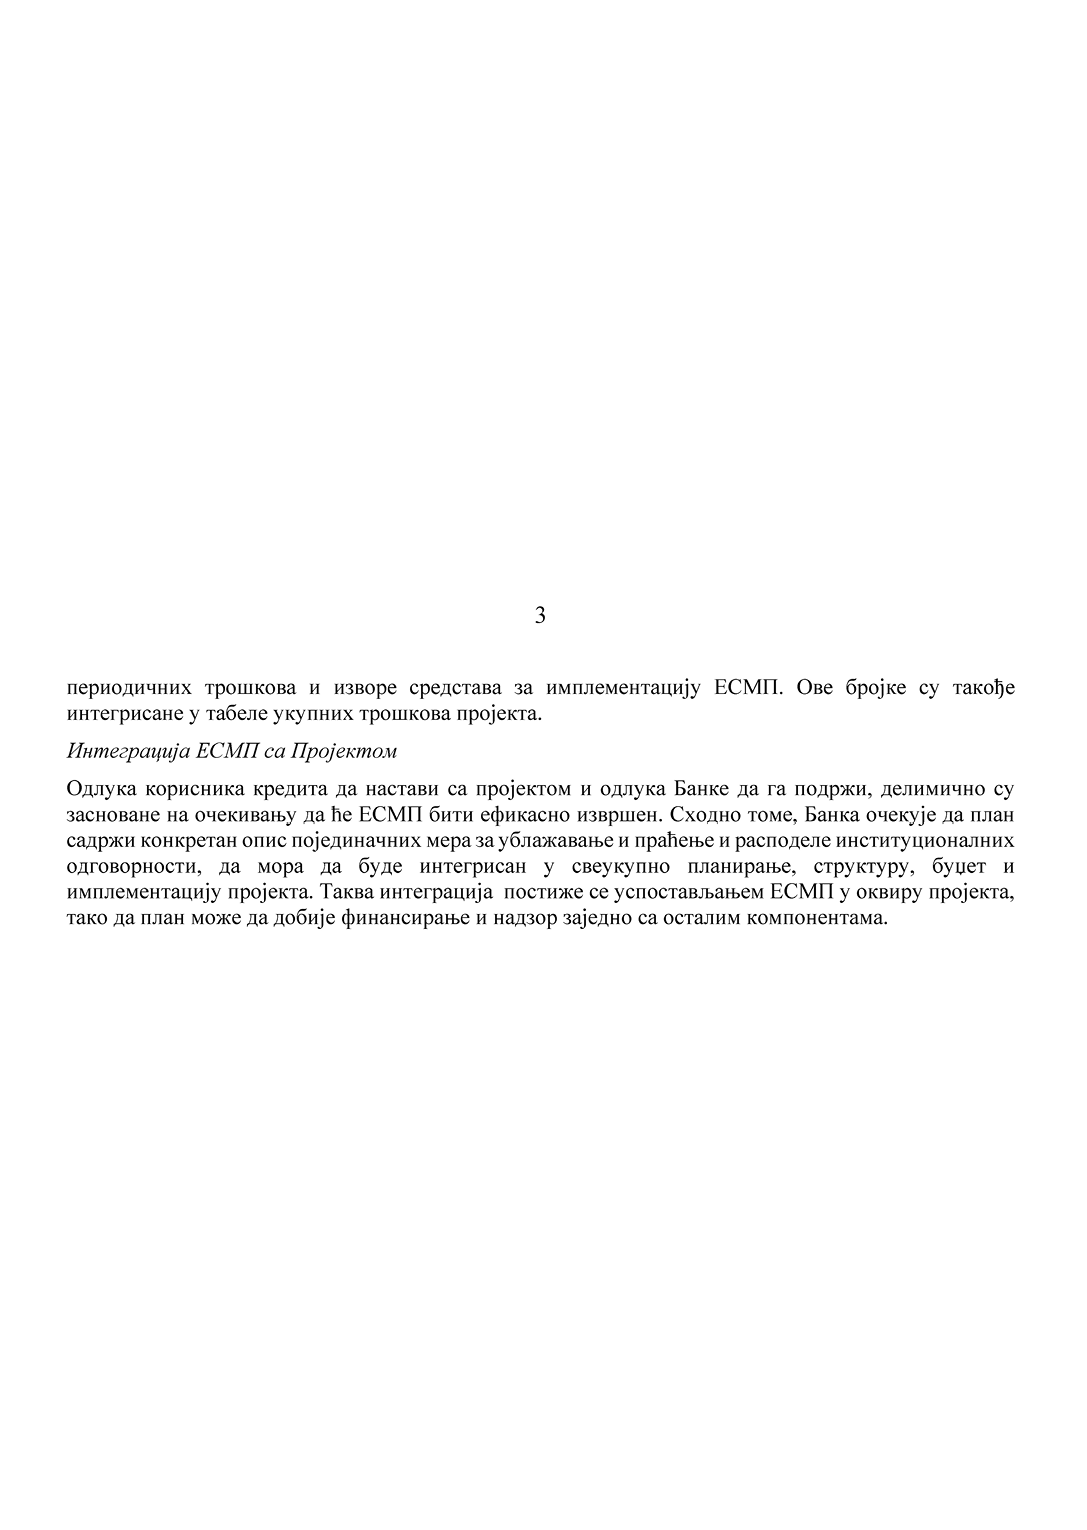 3
периодичних трошкова и изворе средстава за имплементацију ЕСМП. Ове бројке су такође
интегрисане у табеле укупних трошкова пројекта.
Интеграција ЕСМП са Пројектом
Одлука корисника кредита да настави са пројектом и одлука Банке да га подржи, делимично су
засноване на очекивању да ће ЕСМП бити ефикасно извршен. Сходно томе, Банка очекује да план
садржи конкретан опис појединачних мера за ублажавање и праћење и расподеле институционалних
одговорности, да мора да буде интегрисан у свеукупно планирање, структуру, буџет и
имплементацију пројекта. Таква интеграција  постиже се успостављањем ЕСМП у оквиру пројекта,
тако да план може да добије финансирање и надзор заједно са осталим компонентама.